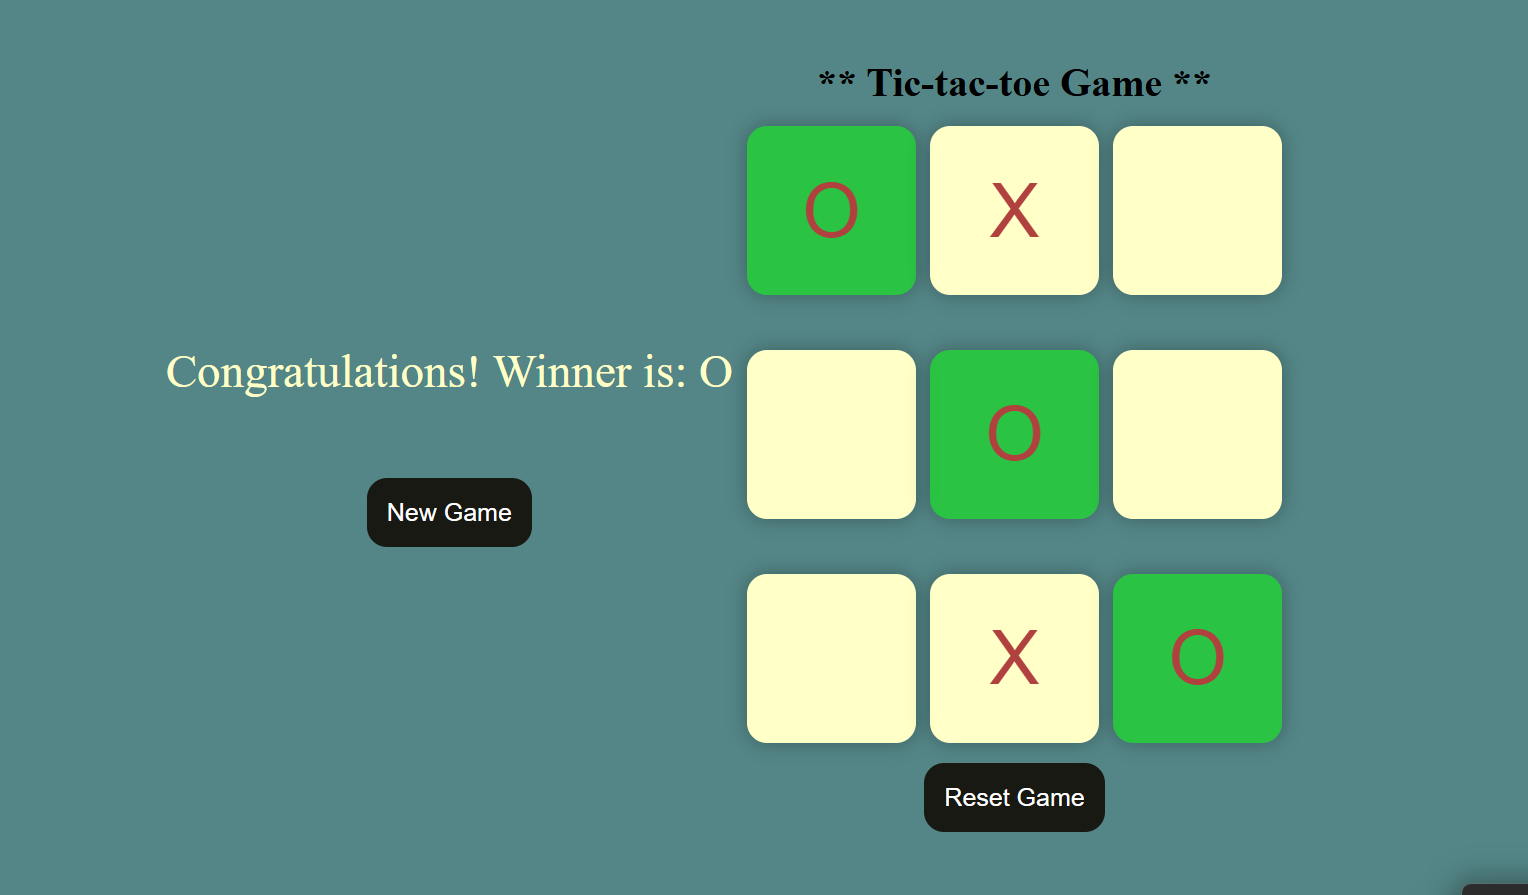 ** Tic-tac-toe Game **
O X
Congratulations! Winner is: O
O
New Game
X O
Reset Game